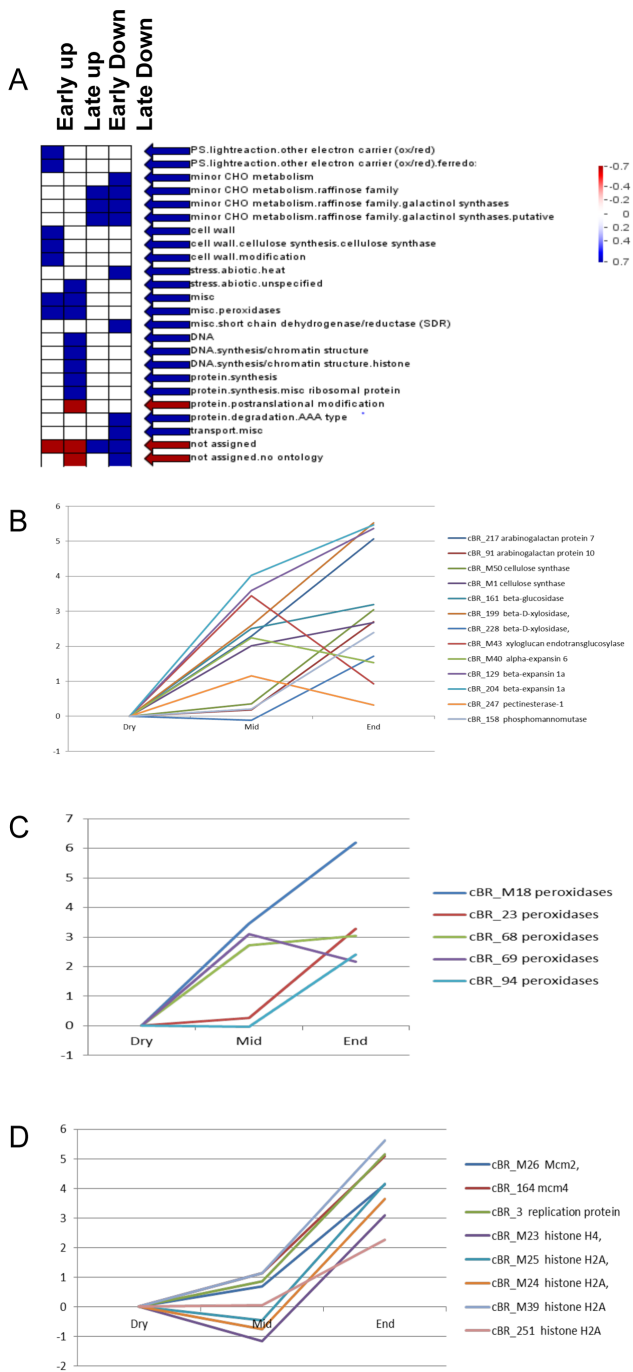 A
Early up
Late up
Early Down
Late Down
PS.lightreaction.other electron carrier (ox/red)
PS.lightreaction.other electron carrier (ox/red).ferredo:
minor CHO metabolism
minor CHO metabolism.raffinose family
minor CHO metabolism.raffinose family.galactinol synthases
minor CHO metabolism.raffinose family.galactinol synthases.putative
cell wall
cell wall.cellulose synthesis.cellulose synthase
cell wall.modification
stress.abiotic.heat
stress.abiotic.unspecified
misc
misc.peroxidases
misc.short chain dehydrogenase/reductase (SDR)
DNA
DNA.synthesis/chromatin structure
DNA.synthesis/chromatin structure.histone
protein.synthesis
protein.synthesis.misc ribosomal protein
protein.postranslational modification
protein.degradation.AAA type
transport.misc
not assigned
not assigned.no ontology
-0.7
-0.4
-0.2
0
0.2
0.4
0.7
B
6
5
4
3
2
1
0
-1
Dry
Mid
End
cBR_217 arabinogalactan protein 7
cBR_91 arabinogalactan protein 10
cBR_M50 cellulose synthase
cBR_M1 cellulose synthase
cBR_161 beta-glucosidase
cBR_199 beta-D-xylosidase,
cBR_228 beta-D-xylosidase,
cBR_M43 xyloglucan endotransglucosylase
cBR_M40 alpha-expansin 6
cBR_129 beta-expansin 1a
cBR_204 beta-expansin 1a
cBR_247 pectinesterase-1
cBR_158 phosphomannomutase
C
7
6
5
4
3
2
1
0
-1
Dry
Mid
End
cBR_M18 peroxidases
cBR_23 peroxidases
cBR_68 peroxidases
cBR_69 peroxidases
cBR_94 peroxidases
D
6
5
4
3
2
1
0
-1
-2
Dry
Mid
End
cBR_M26 Mcm2,
cBR_164 mcm4
cBR_3 replication protein
cBR_M23 histone H4,
cBR_M25 histone H2A,
cBR_M24 histone H2A,
cBR_M39 histone H2A
cBR_251 histone H2A